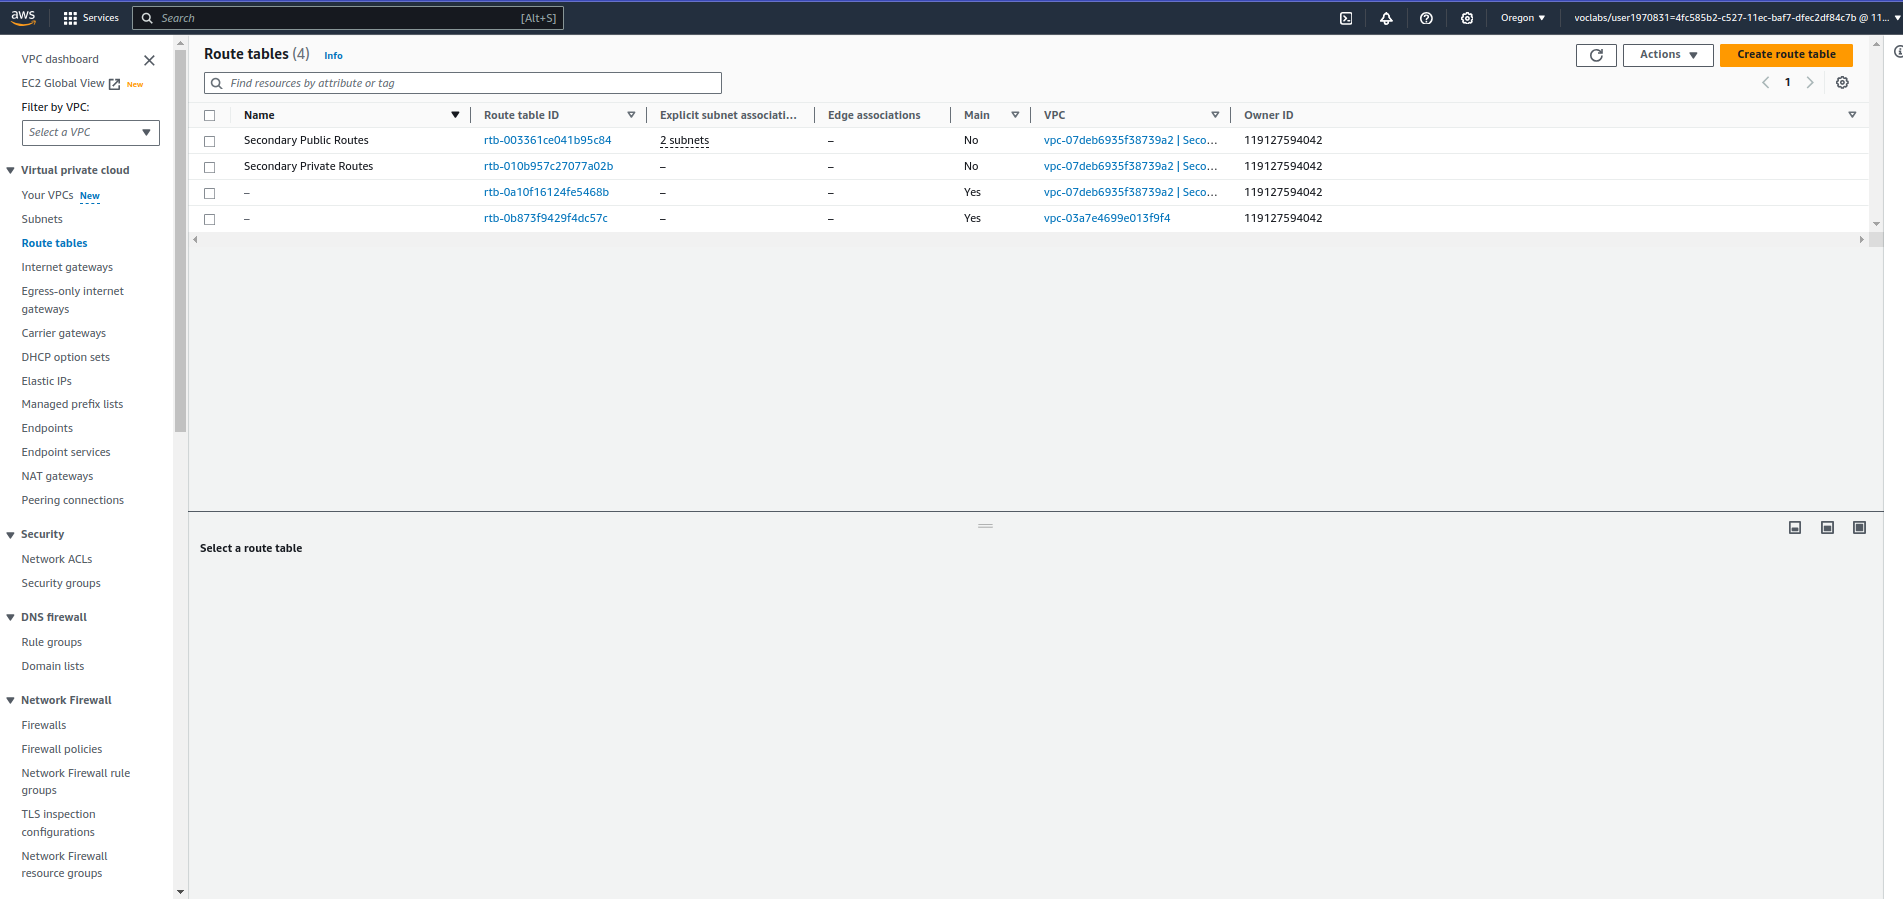 aws
Services
Search
[Alt+S]
Oregon
voclabs/user1970831=4fc585b2-c527-11ec-baf7-dfec2df84c7b @ 11...
VPC dashboard
EC2 Global View New
Filter by VPC:
Select a VPC
Virtual private cloud
Your VPCs New
Subnets
Route tables
Internet gateways
Egress-only internet
gateways
Carrier gateways
DHCP option sets
Elastic IPs
Managed prefix lists
Endpoints
Endpoint services
NAT gateways
Peering connections
Security
Network ACLs
Security groups
DNS firewall
Rule groups
Domain lists
Network Firewall
Firewalls
Firewall policies
Network Firewall rule
groups
TLS inspection
configurations
Network Firewall
resource groups
Route tables (4) Info
Actions
Create route table
Find resources by attribute or tag
1
Name Route table ID Explicit subnet associati... Edge associations Main VPC Owner ID
Secondary Public Routes rtb-003361ce041b95c84 2 subnets – No vpc-07deb6935f38739a2 | Seco... 119127594042
Secondary Private Routes rtb-010b957c27077a02b – – No vpc-07deb6935f38739a2 | Seco... 119127594042
– rtb-0a10f16124fe5468b – – Yes vpc-07deb6935f38739a2 | Seco... 119127594042
– rtb-0b873f9429f4dc57c – – Yes vpc-03a7e4699e013f9f4 119127594042
Select a route table